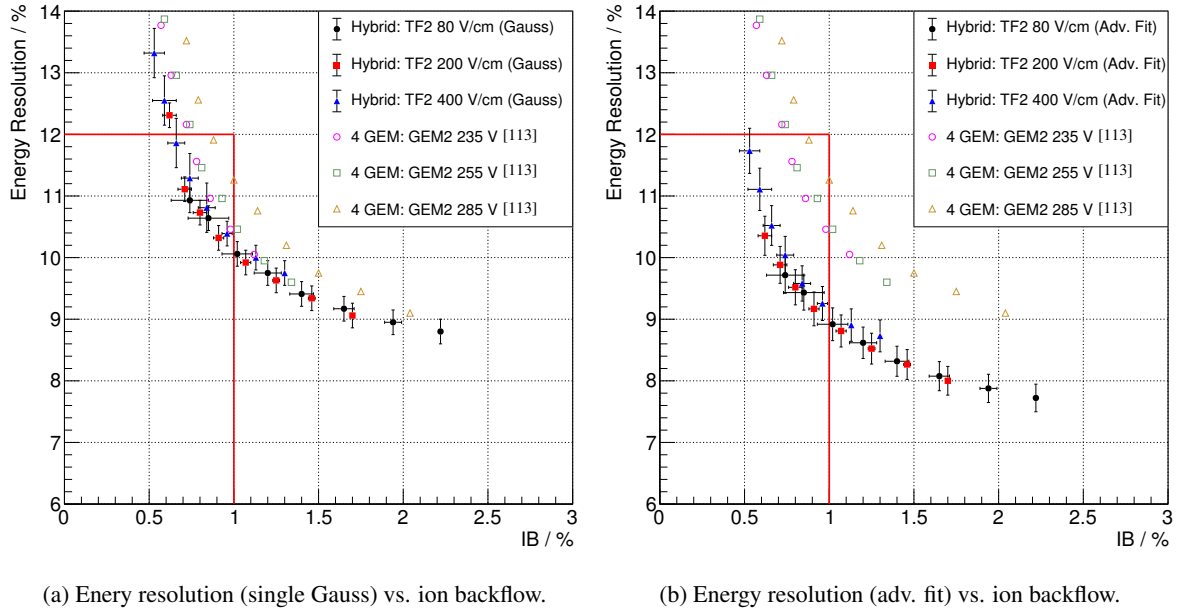 Energy Resolution / %
14
13
12
11
10
9
8
7
6
0
0.5
1
1.5
2
2.5
3
IB / %
Hybrid: TF2 80 V/cm (Gauss)
Hybrid: TF2 200 V/cm (Gauss)
Hybrid: TF2 400 V/cm (Gauss)
4 GEM: GEM2 235 V [113]
4 GEM: GEM2 255 V [113]
4 GEM: GEM2 285 V [113]
(a) Enery resolution (single Gauss) vs. ion backflow.
Energy Resolution / %
14
13
12
11
10
9
8
7
6
0
0.5
1
1.5
2
2.5
3
IB / %
Hybrid: TF2 80 V/cm (Adv. Fit)
Hybrid: TF2 200 V/cm (Adv. Fit)
Hybrid: TF2 400 V/cm (Adv. Fit)
4 GEM: GEM2 235 V [113]
4 GEM: GEM2 255 V [113]
4 GEM: GEM2 285 V [113]
(b) Energy resolution (adv. fit) vs. ion backflow.